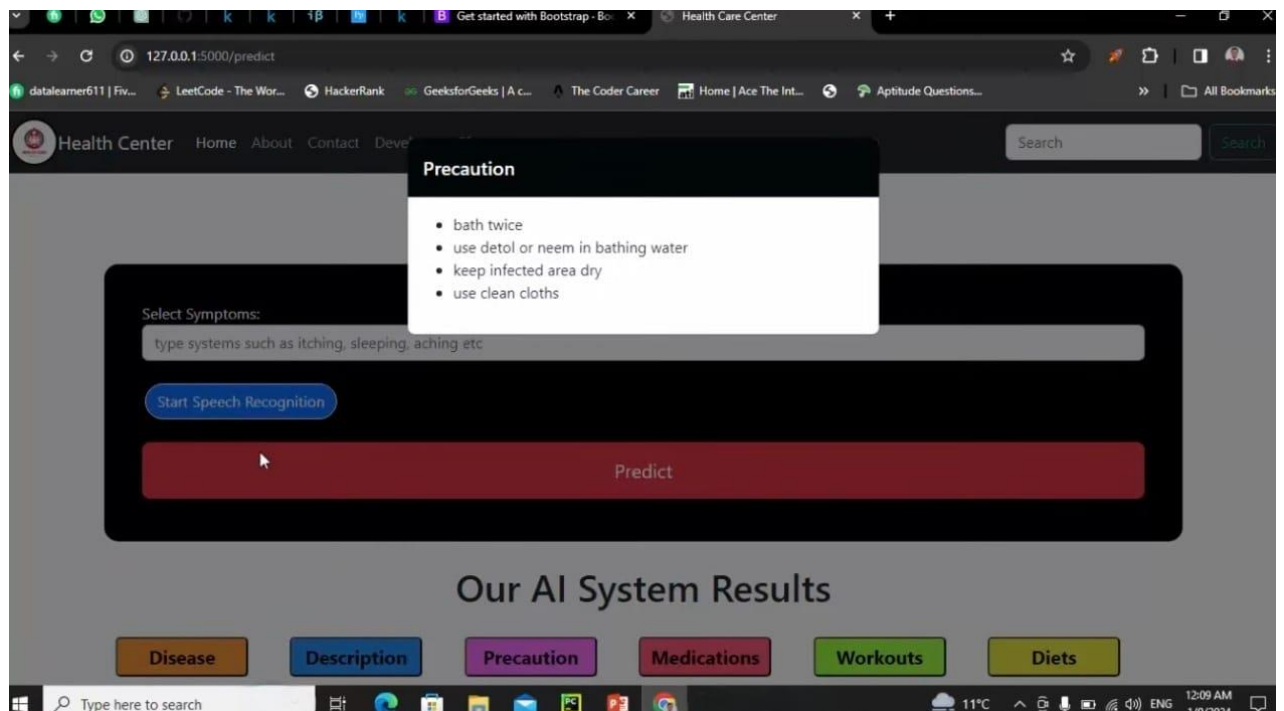 k k iβ Py k B Get started with Bootstrap · Bo × Health Care Center × +
127.0.0.1:5000/predict
datalearner611 | Fiv... LeetCode - The Wor... HackerRank GeeksforGeeks | A c... The Coder Career Home | Ace The Int... Aptitude Questions... » All Bookmarks
Health Center Home About Contact Deve
Search Search
Precaution
• bath twice
• use detol or neem in bathing water
• keep infected area dry
• use clean cloths
Select Symptoms:
type systems such as itching, sleeping, aching etc
Start Speech Recognition
Predict
Our AI System Results
Disease Description Precaution Medications Workouts Diets
Type here to search PC 11°C ENG 12:09 AM